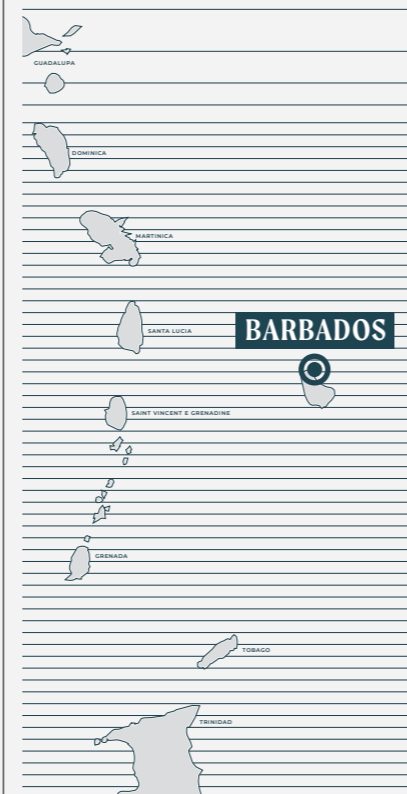 GUADALUPA
DOMINICA
MARTINICA
SANTA LUCIA
BARBADOS
SAINT VINCENT E GRENADINE
GRENADA
TOBAGO
TRINIDAD